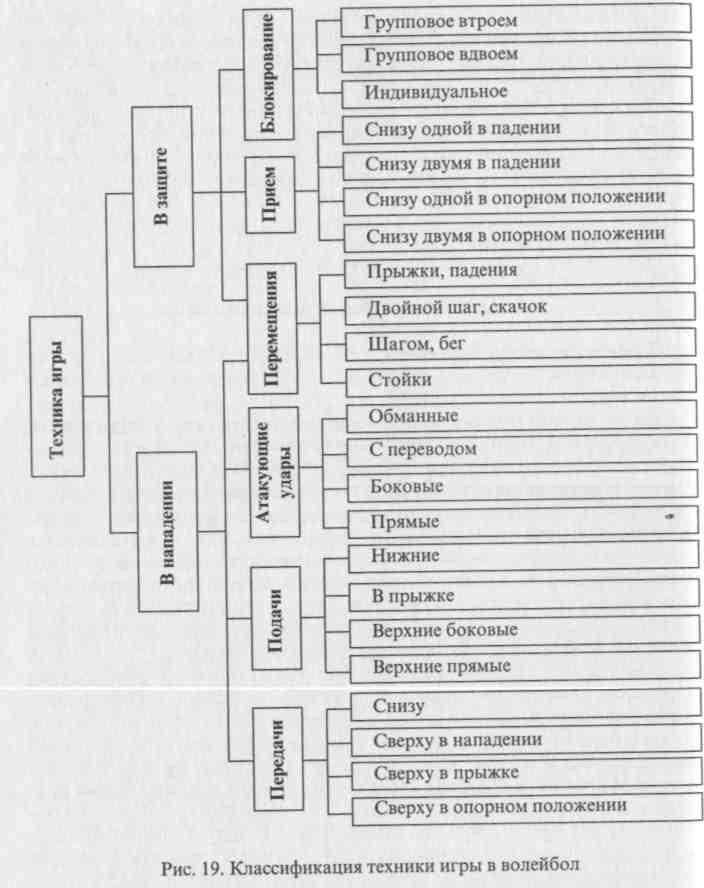 Техника игры
В защите
Блокирование
Групповое втроем
Групповое вдвоем
Индивидуальное
Прием
Снизу одной в падении
Снизу двумя в падении
Снизу одной в опорном положении
Снизу двумя в опорном положении
Перемещения
Прыжки, падения
Двойной шаг, скачок
Шагом, бег
Стойки
В нападении
Атакующие
удары
Обманные
С переводом
Боковые
Прямые
Подачи
Нижние
В прыжке
Верхние боковые
Верхние прямые
Передачи
Снизу
Сверху в нападении
Сверху в прыжке
Сверху в опорном положении
Рис. 19. Классификация техники игры в волейбол